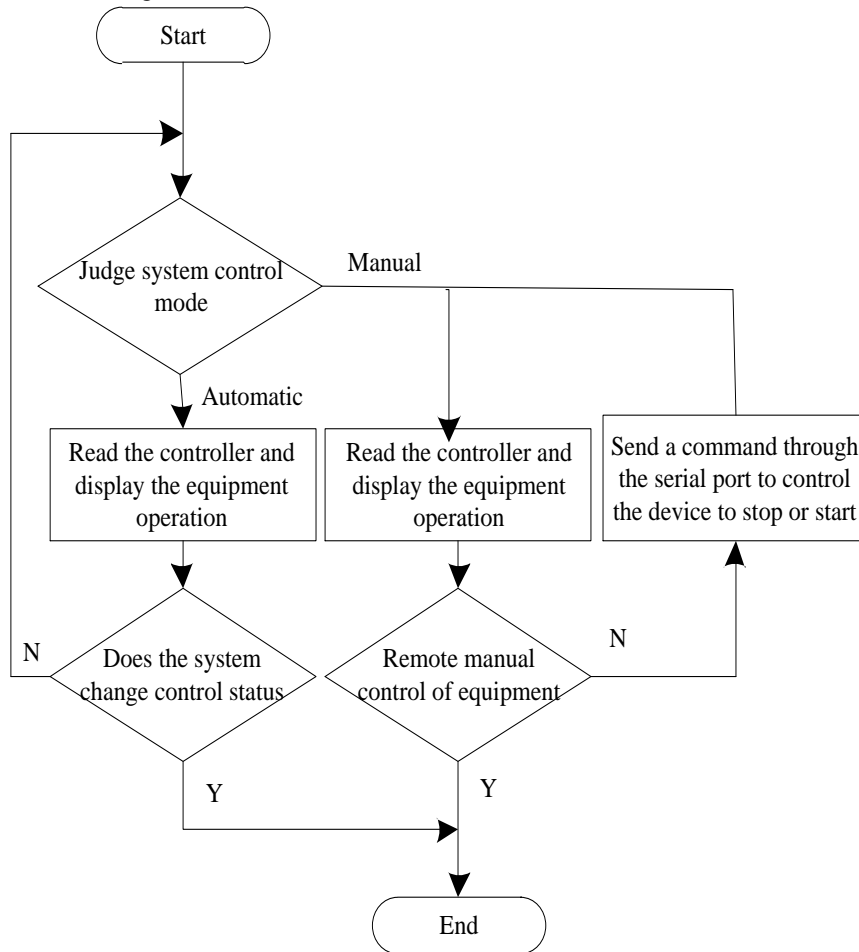 Start
Judge system control
mode
Manual
Automatic
Read the controller and
display the equipment
operation
Read the controller and
display the equipment
operation
Send a command through
the serial port to control
the device to stop or start
N
Does the system
change control status
Remote manual
control of equipment
N
Y
Y
End